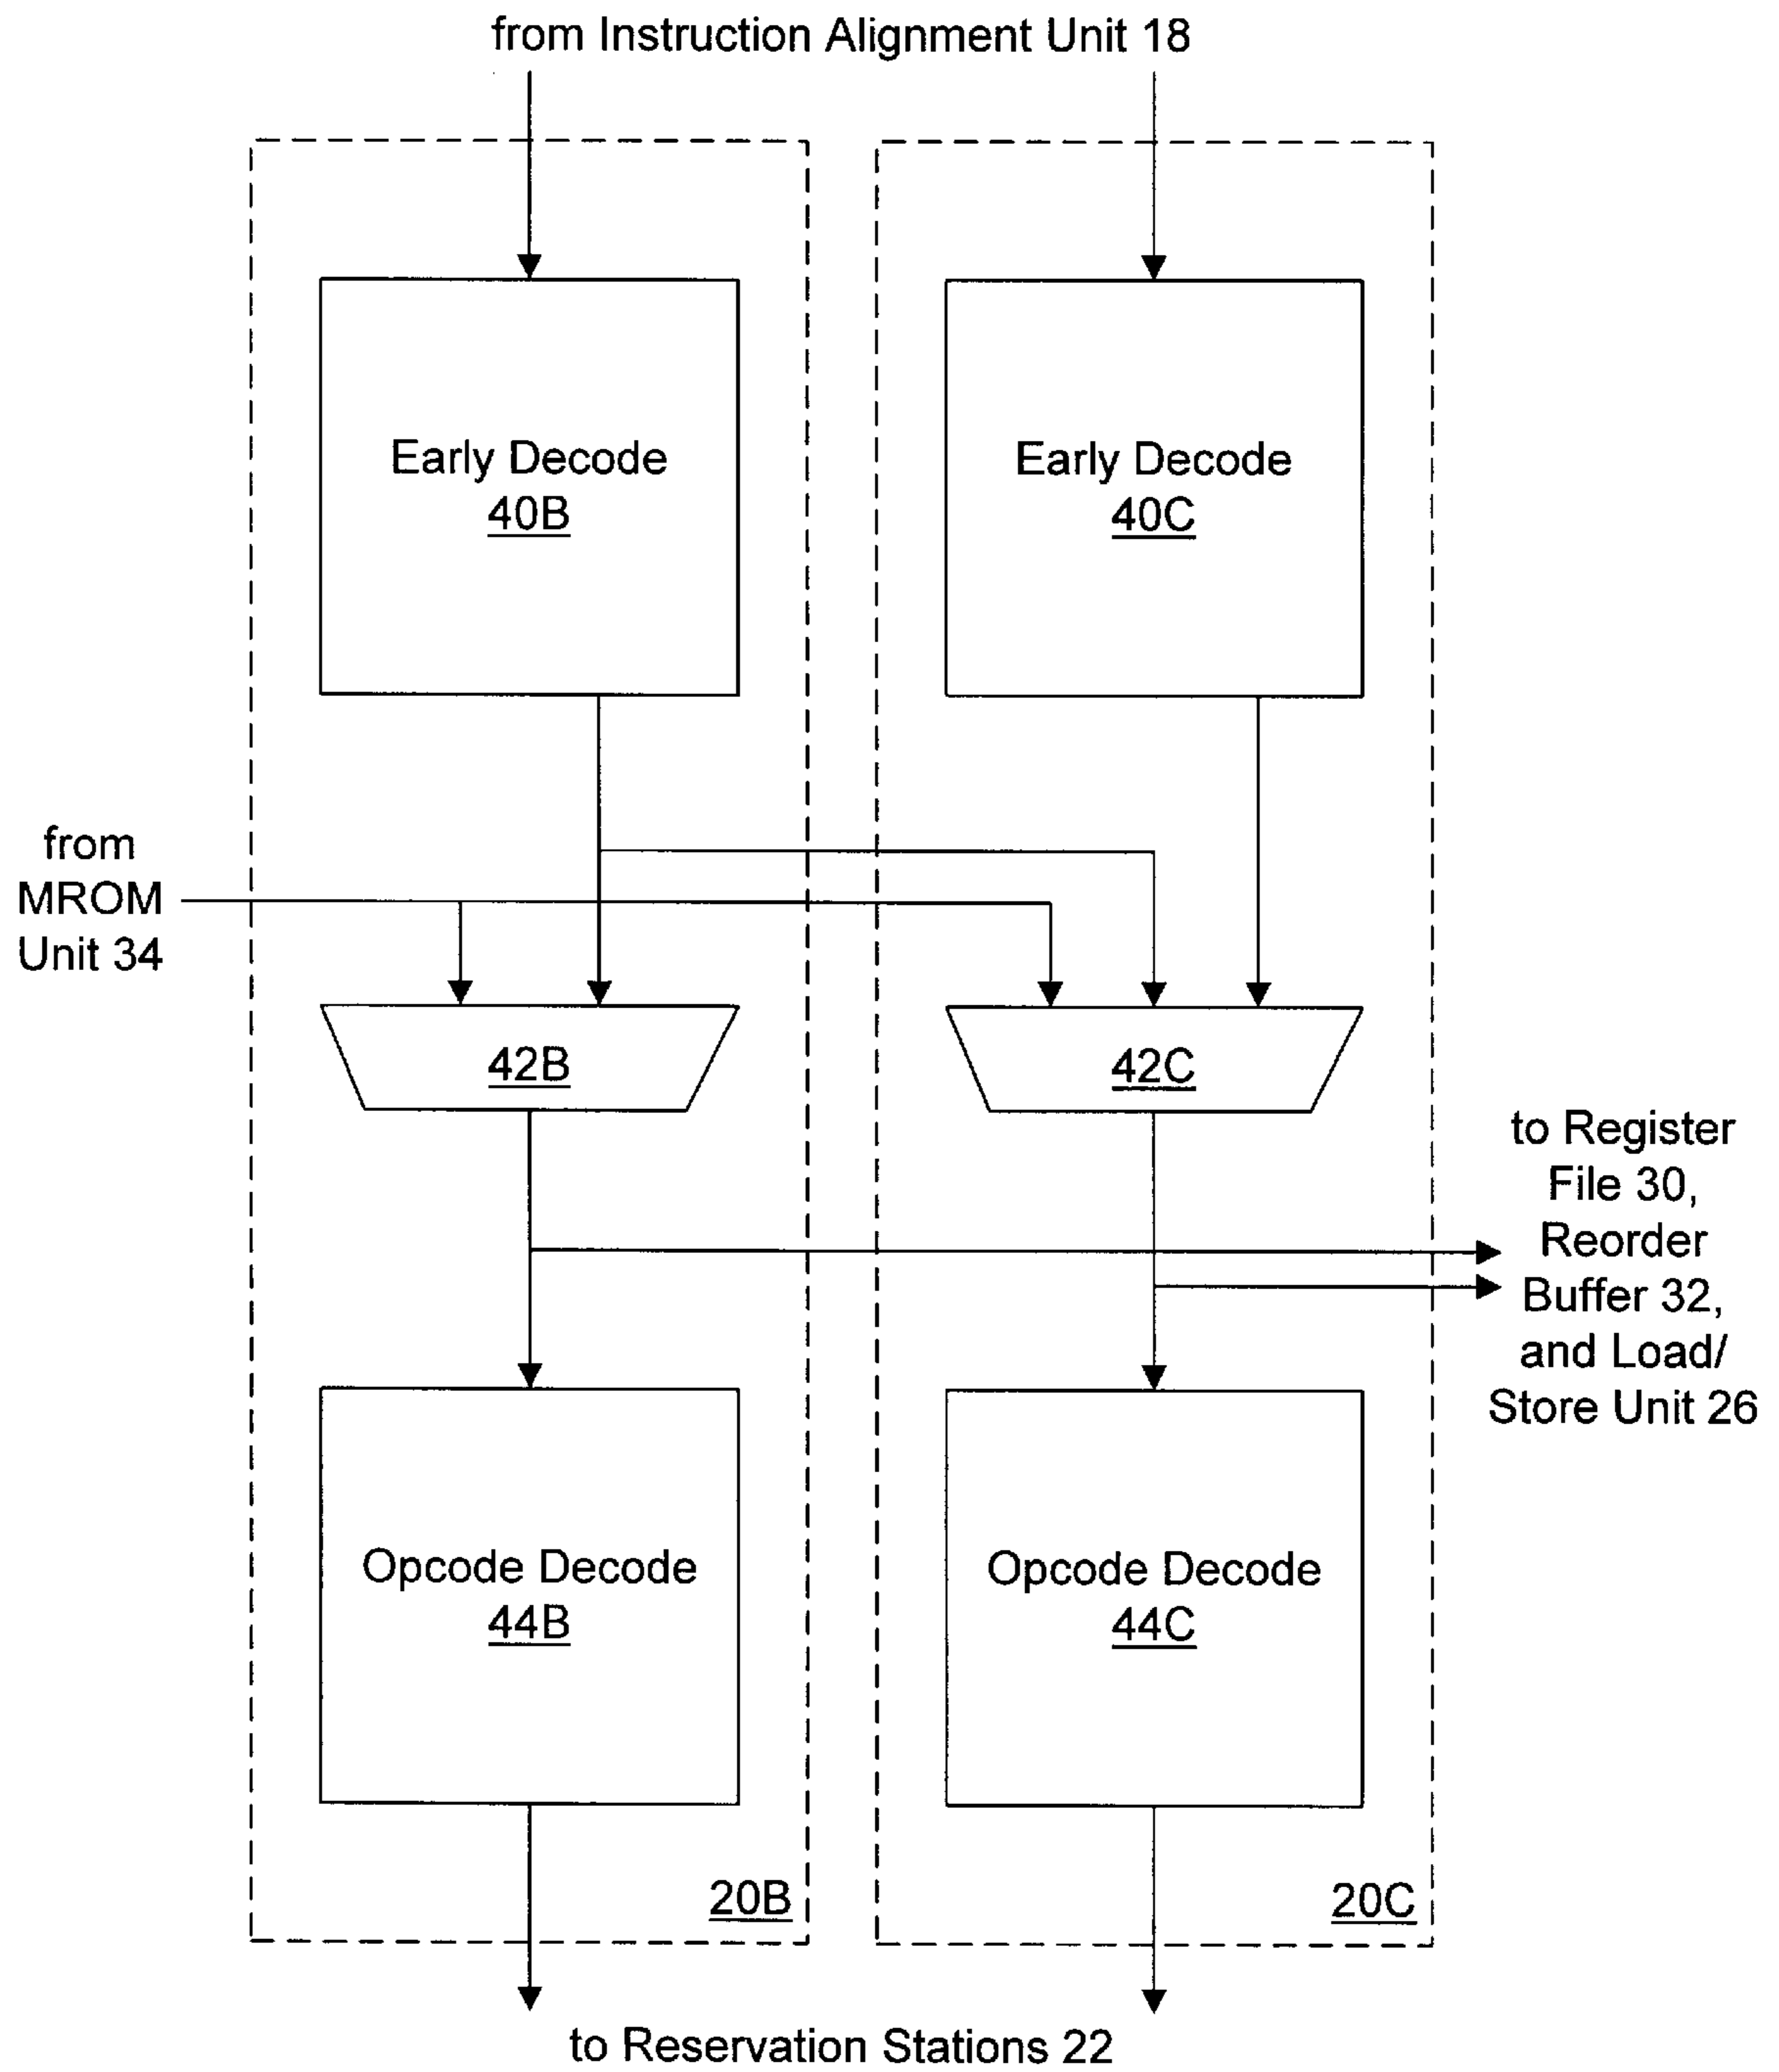 from Instruction Alignment Unit 18
Early Decode
40B
Early Decode
40C
from
MROM
Unit 34
42B
42C
to Register
File 30,
Reorder
Buffer 32,
and Load/
Store Unit 26
Opcode Decode
44B
Opcode Decode
44C
20B
20C
to Reservation Stations 22